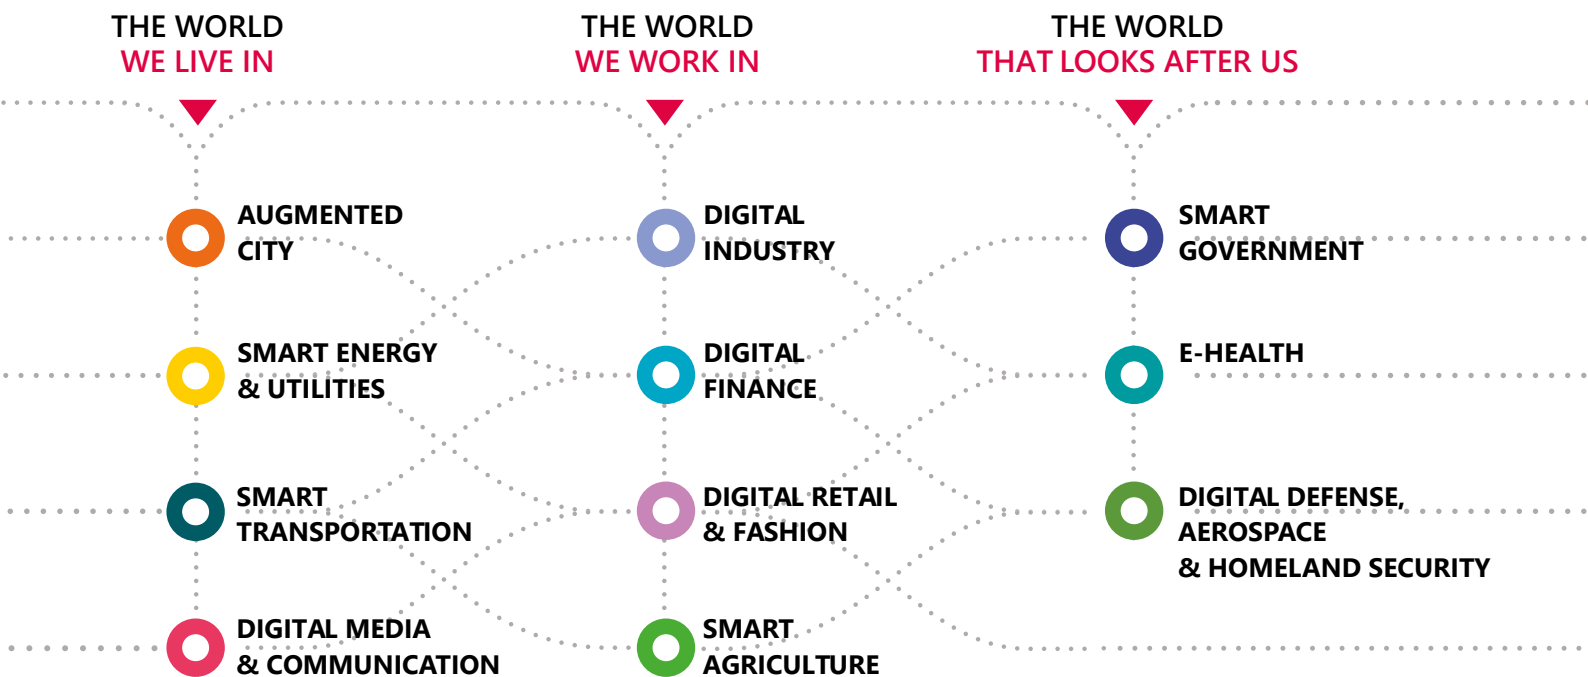 THE WORLD
WE LIVE IN
AUGMENTED
CITY
SMART ENERGY
& UTILITIES
SMART
TRANSPORTATION
DIGITAL MEDIA
& COMMUNICATION
THE WORLD
WE WORK IN
DIGITAL
INDUSTRY
DIGITAL
FINANCE
DIGITAL RETAIL
& FASHION
SMART
AGRICULTURE
THE WORLD
THAT LOOKS AFTER US
SMART
GOVERNMENT
E-HEALTH
DIGITAL DEFENSE,
AEROSPACE
& HOMELAND SECURITY